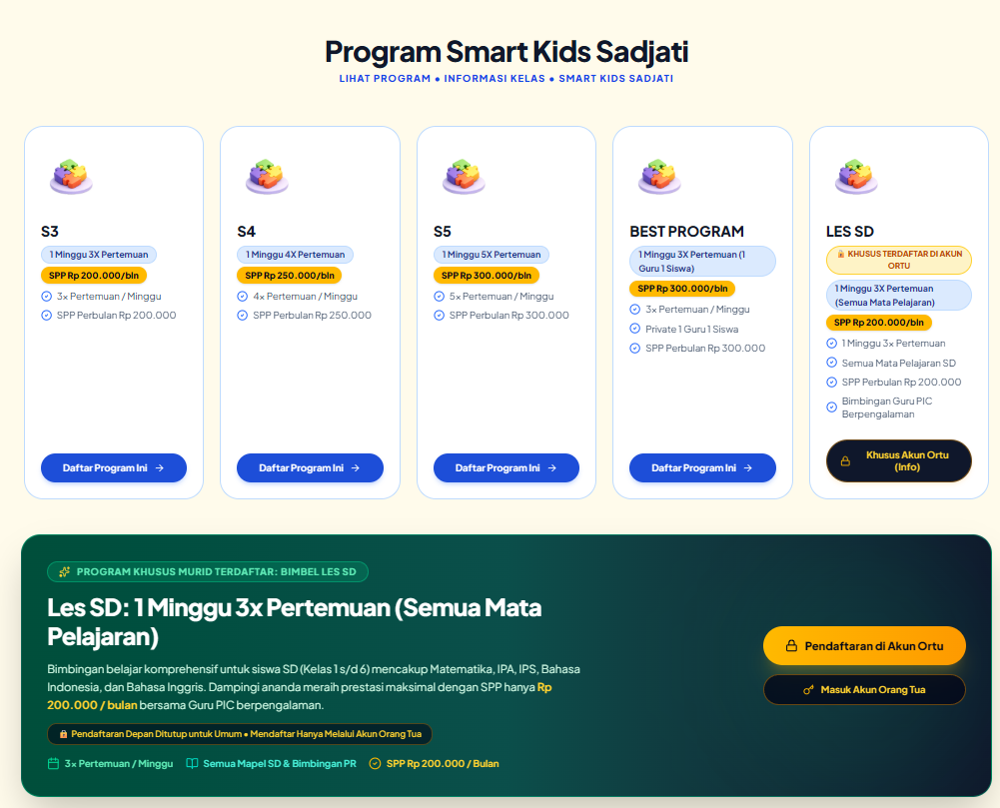 Program Smart Kids Sadjati
LIHAT PROGRAM • INFORMASI KELAS • SMART KIDS SADJATI
S3
1 Minggu 3X Pertemuan
SPP Rp 200.000/bln
3x Pertemuan / Minggu
SPP Perbulan Rp 200.000
Daftar Program Ini →
S4
1 Minggu 4X Pertemuan
SPP Rp 250.000/bln
4x Pertemuan / Minggu
SPP Perbulan Rp 250.000
Daftar Program Ini →
S5
1 Minggu 5X Pertemuan
SPP Rp 300.000/bln
5x Pertemuan / Minggu
SPP Perbulan Rp 300.000
Daftar Program Ini →
BEST PROGRAM
1 Minggu 3X Pertemuan (1
Guru 1 Siswa)
SPP Rp 300.000/bln
3x Pertemuan / Minggu
Private 1 Guru 1 Siswa
SPP Perbulan Rp 300.000
Daftar Program Ini →
LES SD
🔒 KHUSUS TERDAFTAR DI AKUN
ORTU
1 Minggu 3X Pertemuan
(Semua Mata Pelajaran)
SPP Rp 200.000/bln
1 Minggu 3x Pertemuan
Semua Mata Pelajaran SD
SPP Perbulan Rp 200.000
Bimbingan Guru PIC
Berpengalaman
Khusus Akun Ortu
(Info)
PROGRAM KHUSUS MURID TERDAFTAR: BIMBEL LES SD
Les SD: 1 Minggu 3x Pertemuan (Semua Mata
Pelajaran)
Bimbingan belajar komprehensif untuk siswa SD (Kelas 1 s/d 6) mencakup Matematika, IPA, IPS, Bahasa
Indonesia, dan Bahasa Inggris. Dampingi ananda meraih prestasi maksimal dengan SPP hanya Rp
200.000 / bulan bersama Guru PIC berpengalaman.
🔒 Pendaftaran Depan Ditutup untuk Umum • Mendaftar Hanya Melalui Akun Orang Tua
3x Pertemuan / Minggu
Semua Mapel SD & Bimbingan PR
SPP Rp 200.000 / Bulan
Pendaftaran di Akun Ortu
Masuk Akun Orang Tua